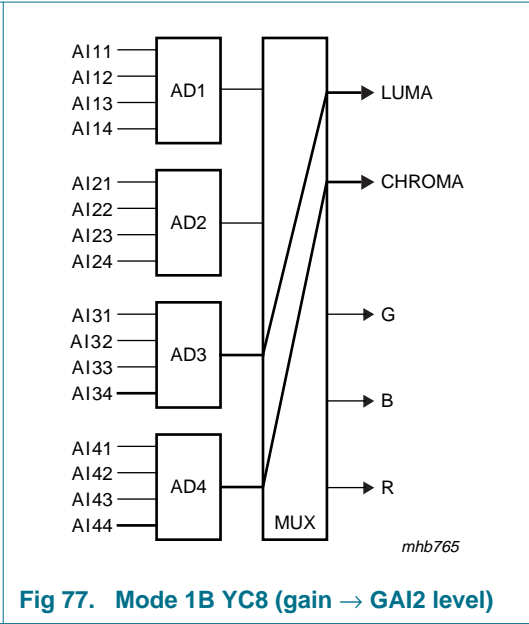 AI11
AI12
AI13
AI14
AD1
AI21
AI22
AI23
AI24
AD2
AI31
AI32
AI33
AI34
AD3
AI41
AI42
AI43
AI44
AD4
MUX
LUMA
CHROMA
G
B
R
mhb765
Fig 77. Mode 1B YC8 (gain → GAI2 level)